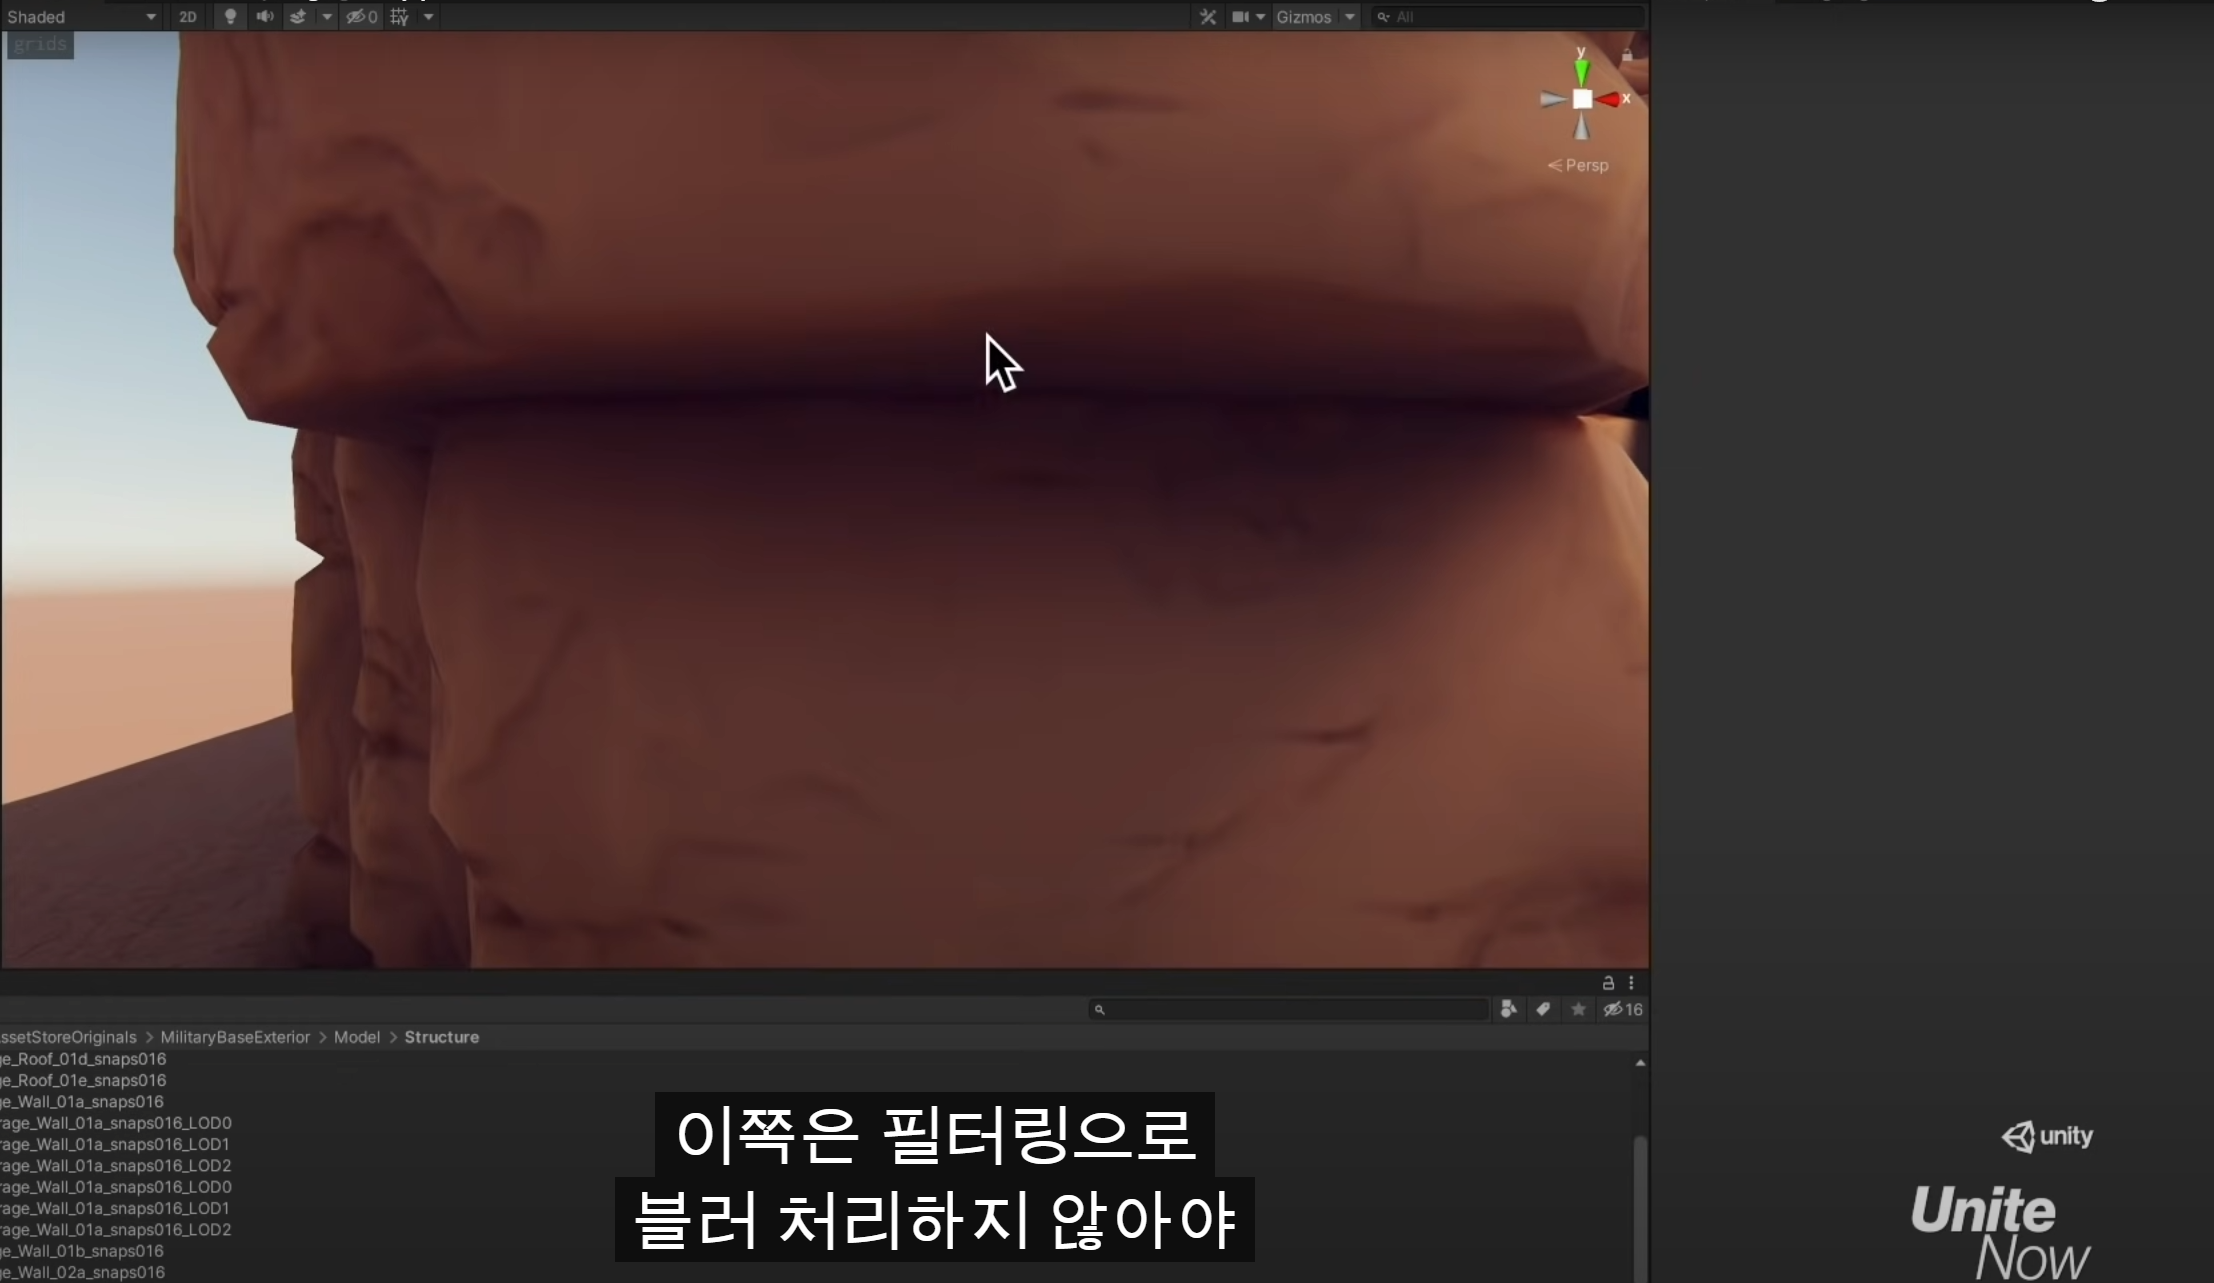 Shaded
2D
0
Gizmos
All
grids
y
x
Persp
16
ssetStoreOriginals > MilitaryBaseExterior > Model > Structure
ge_Roof_01d_snaps016
ge_Roof_01e_snaps016
ge_Wall_01a_snaps016
rage_Wall_01a_snaps016_LOD0
rage_Wall_01a_snaps016_LOD1
rage_Wall_01a_snaps016_LOD2
rage_Wall_01a_snaps016_LOD0
rage_Wall_01a_snaps016_LOD1
rage_Wall_01a_snaps016_LOD2
ge_Wall_01b_snaps016
ge_Wall_02a_snaps016
이쪽은 필터링으로
블러 처리하지 않아야
unity
Unite
Now